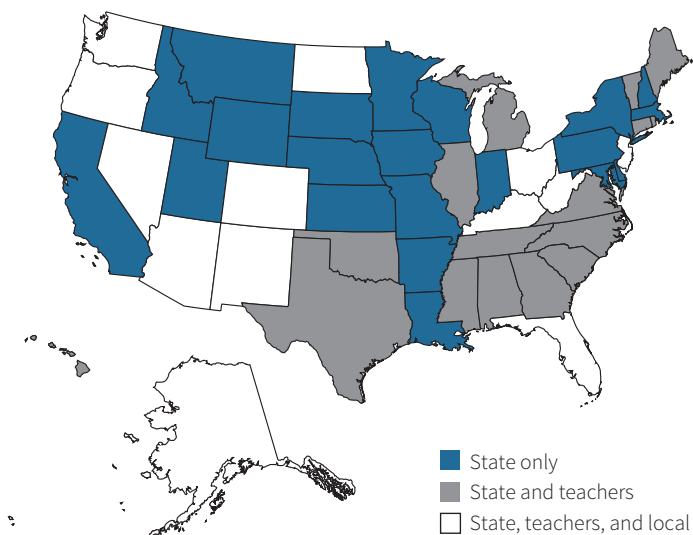 State only
State and teachers
State, teachers, and local